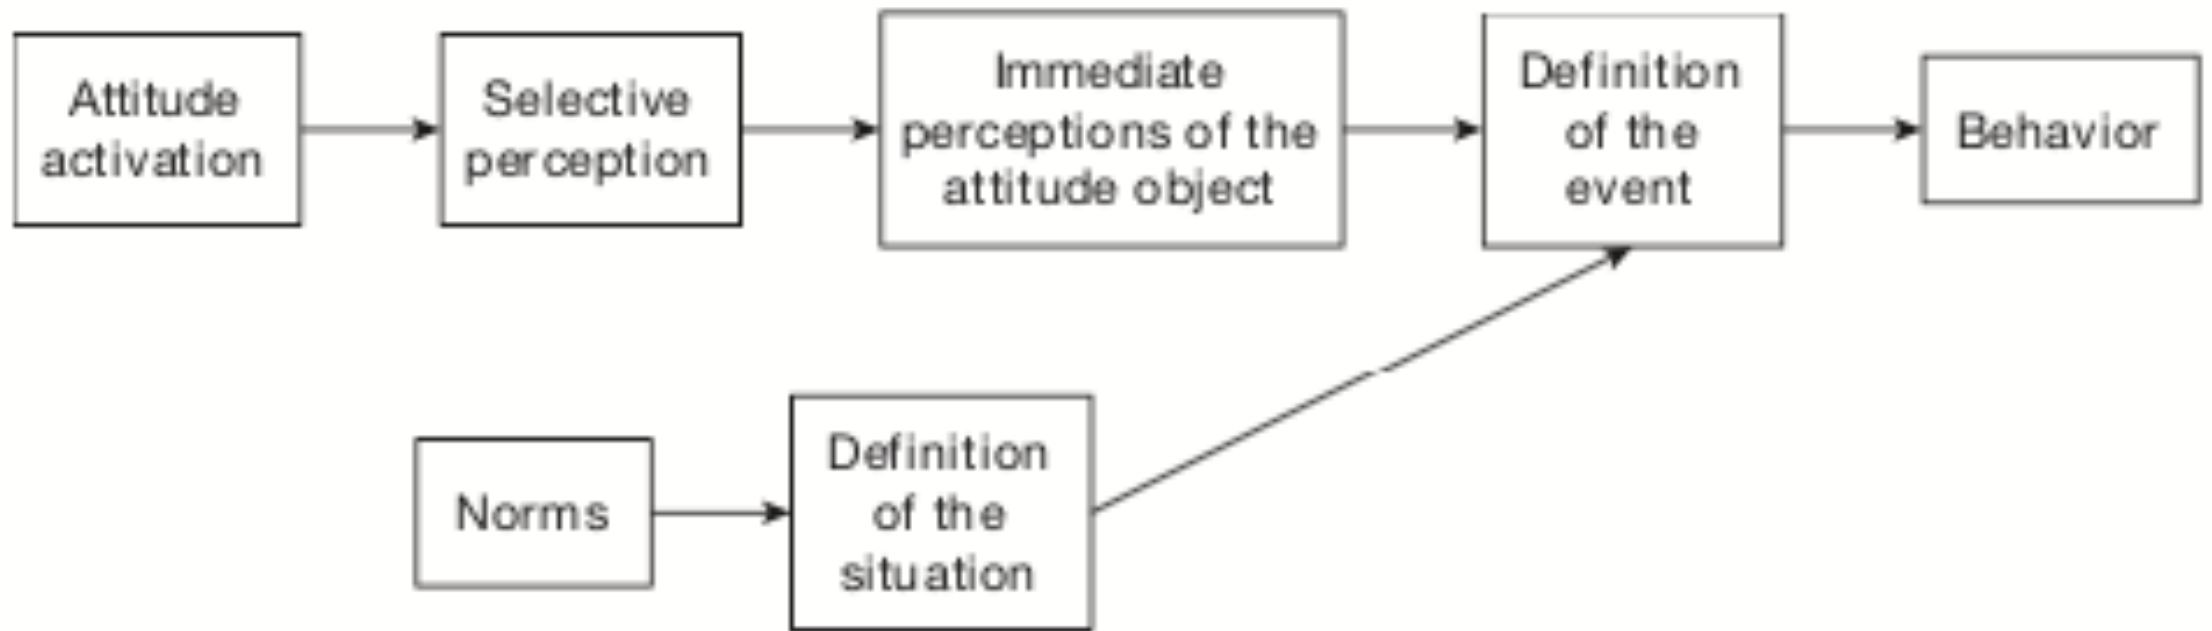 Attitude
activation
Selective
perception
Immediate
perceptions of the
attitude object
Definition
of the
event
Behavior
Norms
Definition
of the
situation